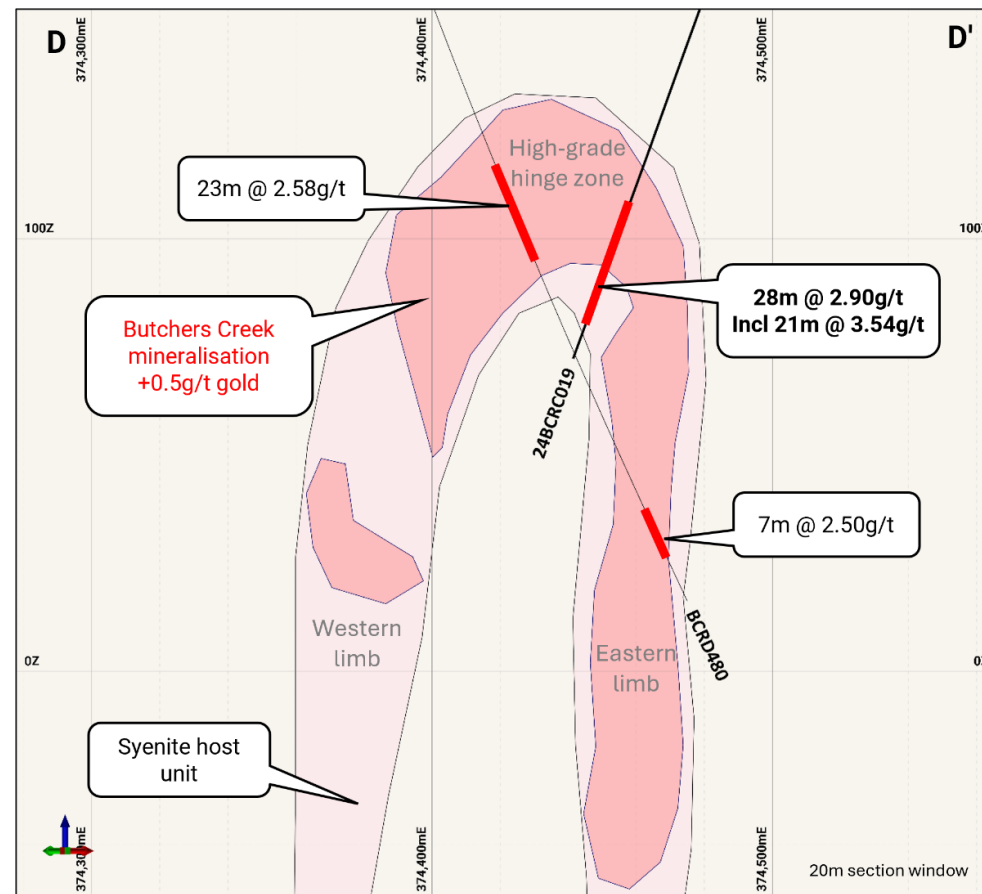 D
D'
374,300mE
374,400mE
374,500mE
High-grade
hinge zone
23m @ 2.58g/t
100Z
100
28m @ 2.90g/t
Incl 21m @ 3.54g/t
Butchers Creek
mineralisation
+0.5g/t gold
24BCRC019
7m @ 2.50g/t
BCRD480
Western
limb
Eastern
limb
0Z
0
Syenite host
unit
374,300mE
374,400mE
374,500mE
20m section window